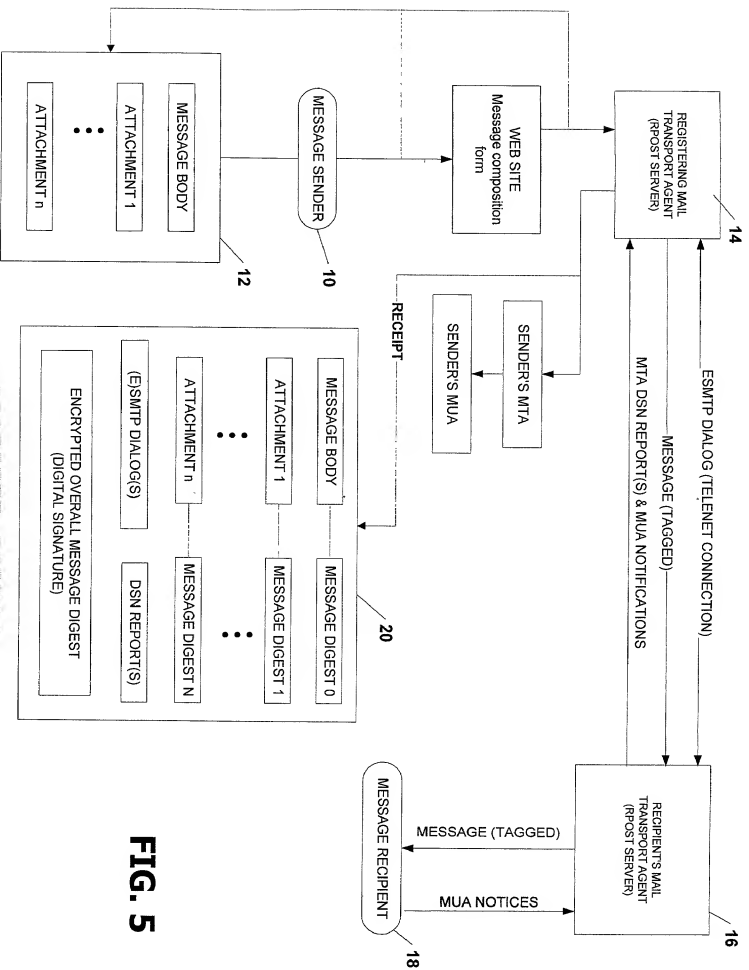 REGISTERING MAIL
TRANSPORT AGENT
(RPOST SERVER)
14
ESMTP DIALOG (TELENET CONNECTION)
MESSAGE (TAGGED)
MTA DSN REPORT(S) & MUA NOTIFICATIONS
RECIPIENT'S MAIL
TRANSPORT AGENT
(RPOST SERVER)
16
WEB SITE
Message composition
form
SENDER'S MTA
SENDER'S MUA
MESSAGE (TAGGED)
MUA NOTICES
MESSAGE SENDER
10
RECEIPT
MESSAGE RECIPIENT
18
MESSAGE BODY
ATTACHMENT 1
ATTACHMENT n
12
MESSAGE BODY
MESSAGE DIGEST 0
ATTACHMENT 1
MESSAGE DIGEST 1
ATTACHMENT n
MESSAGE DIGEST N
(E)SMTP DIALOG(S)
DSN REPORT(S)
ENCRYPTED OVERALL MESSAGE DIGEST
(DIGITAL SIGNATURE)
20
FIG. 5